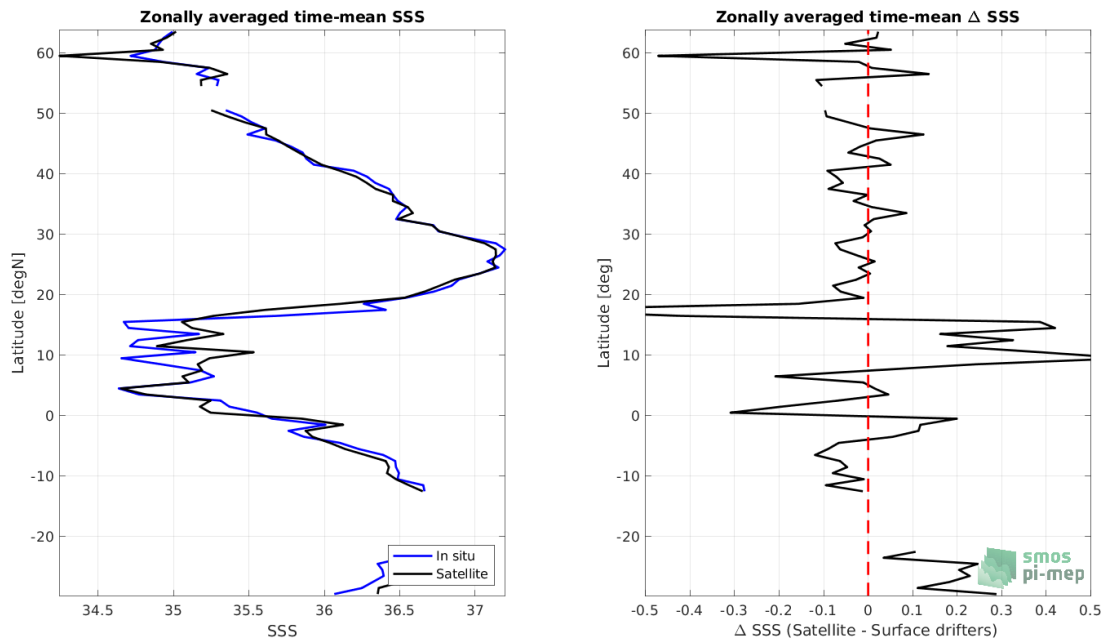 Zonally averaged time-mean SSS
60
50
40
30
20
10
0
-10
-20
Latitude [degN]
34.5 35 35.5 36 36.5 37
SSS
In situ
Satellite
Zonally averaged time-mean Δ SSS
60
50
40
30
20
10
0
-10
-20
Latitude [deg]
-0.5 -0.4 -0.3 -0.2 -0.1 0 0.1 0.2 0.3 0.4 0.5
Δ SSS (Satellite - Surface drifters)
smos
pi-mep